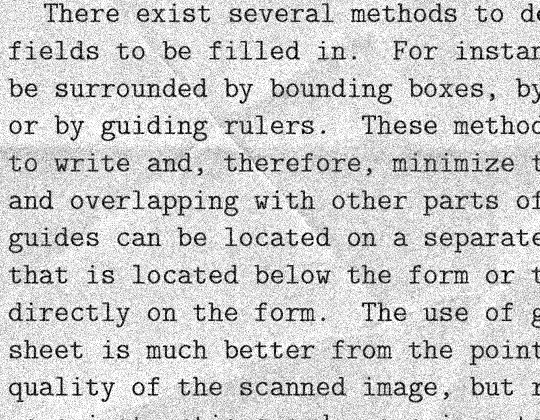 There exist several methods to de
fields to be filled in. For instan
be surrounded by bounding boxes, by
or by guiding rulers. These method
to write and, therefore, minimize t
and overlapping with other parts of
guides can be located on a separate
that is located below the form or t
directly on the form. The use of g
sheet is much better from the point
quality of the scanned image, but r